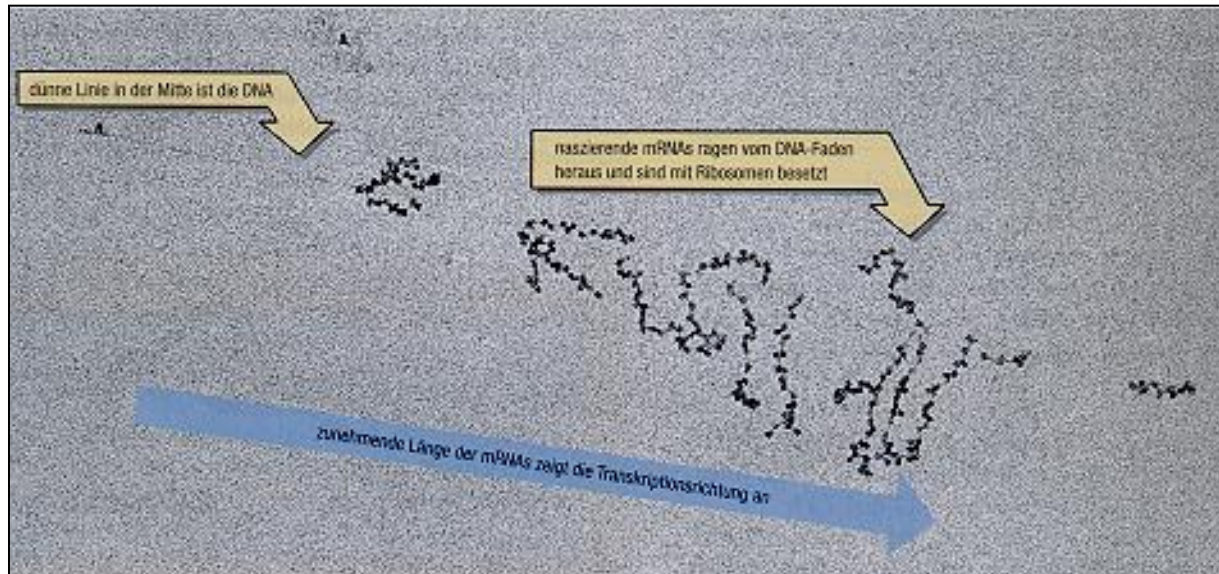 dünne Linie in der Mitte ist die DNA
naszierende mRNAs ragen vom DNA-Faden
heraus und sind mit Ribosomen besetzt
zunehmende Länge der mRNAs zeigt die Transkriptionsrichtung an